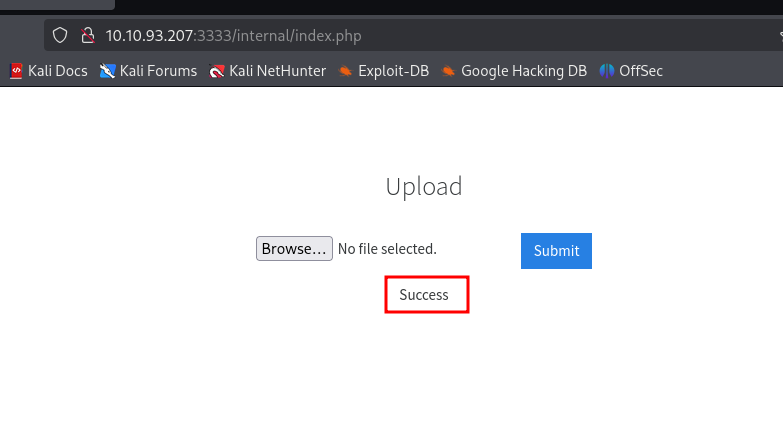 10.10.93.207:3333/internal/index.php
Kali Docs Kali Forums Kali NetHunter Exploit-DB Google Hacking DB OffSec
Upload
Browse... No file selected. Submit
Success